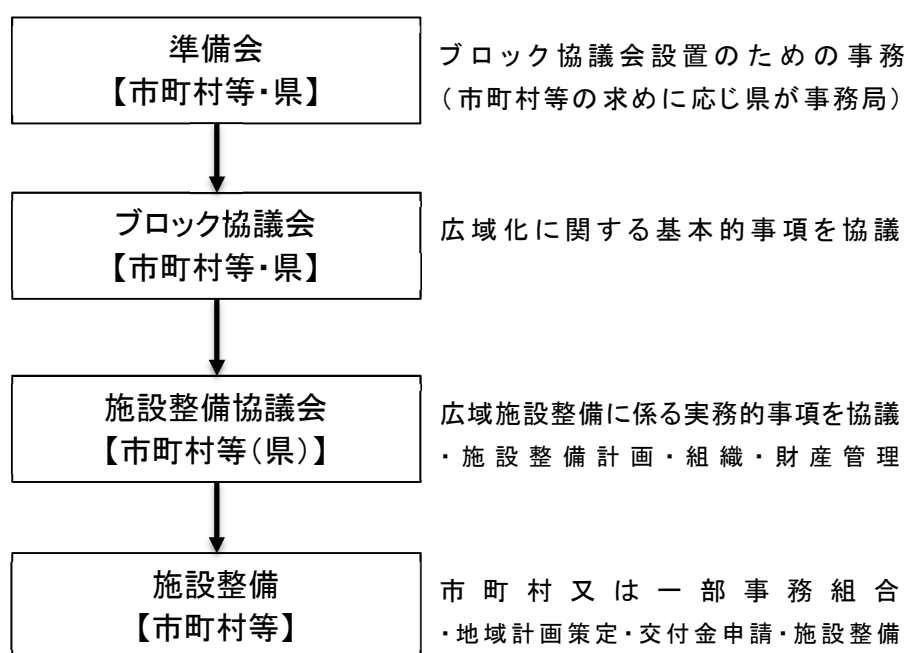 準備会
【市町村等・県】
ブロック協議会設置のための事務
（市町村等の求めに応じ県が事務局）
ブロック協議会
【市町村等・県】
広域化に関する基本的事項を協議
施設整備協議会
【市町村等（県）】
広域施設整備に係る実務的事項を協議
・施設整備計画・組織・財産管理
施設整備
【市町村等】
市町村又は一部事務組合
・地域計画策定・交付金申請・施設整備